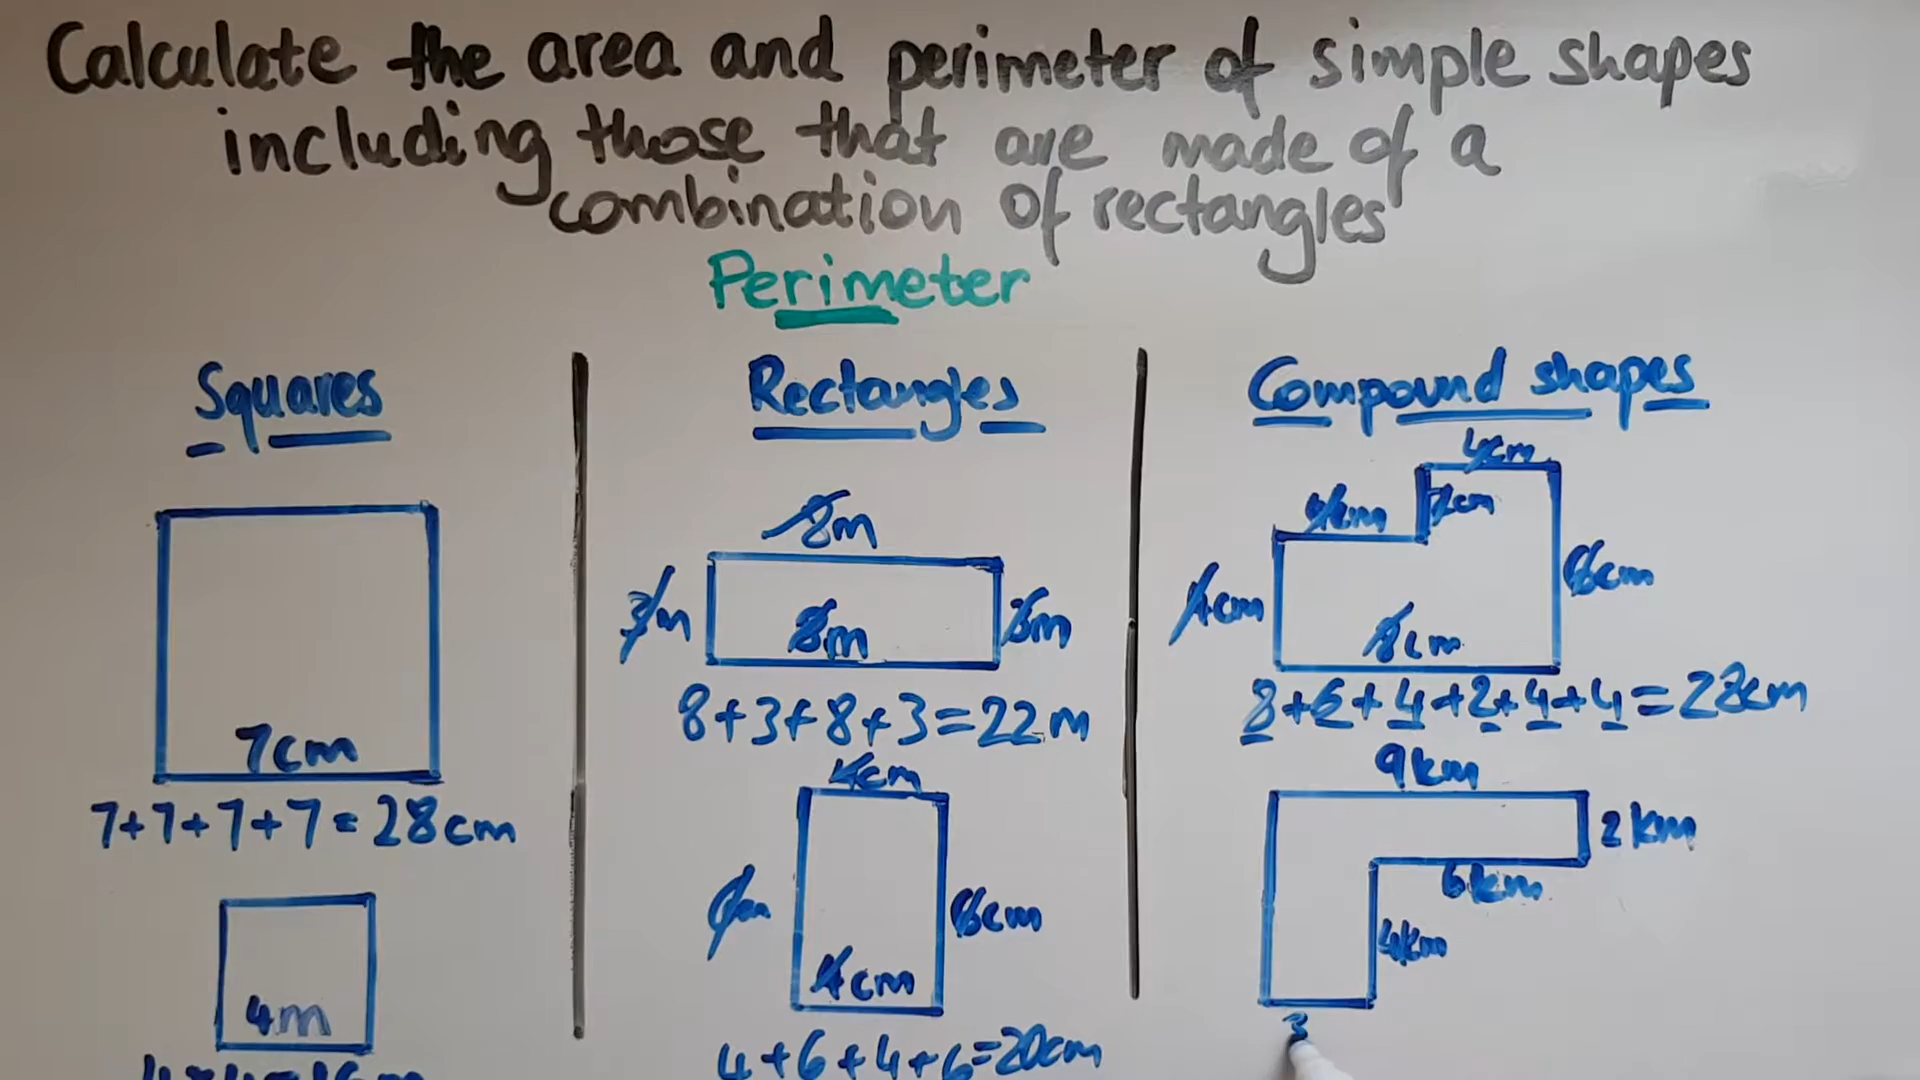 Calculate the area and perimeter of simple shapes
including those that are made of a
combination of rectangles
Perimeter
Squares
7cm
7+7+7+7=28cm
4m
Rectangles
8m
3m
8m
3m
8+3+8+3=22m
4cm
6cm
4cm
4+6+4+6=20cm
Compound shapes
4cm
4cm
2cm
4cm
6cm
8cm
8+6+4+2+4+4=28cm
9km
2km
6km
4km
3